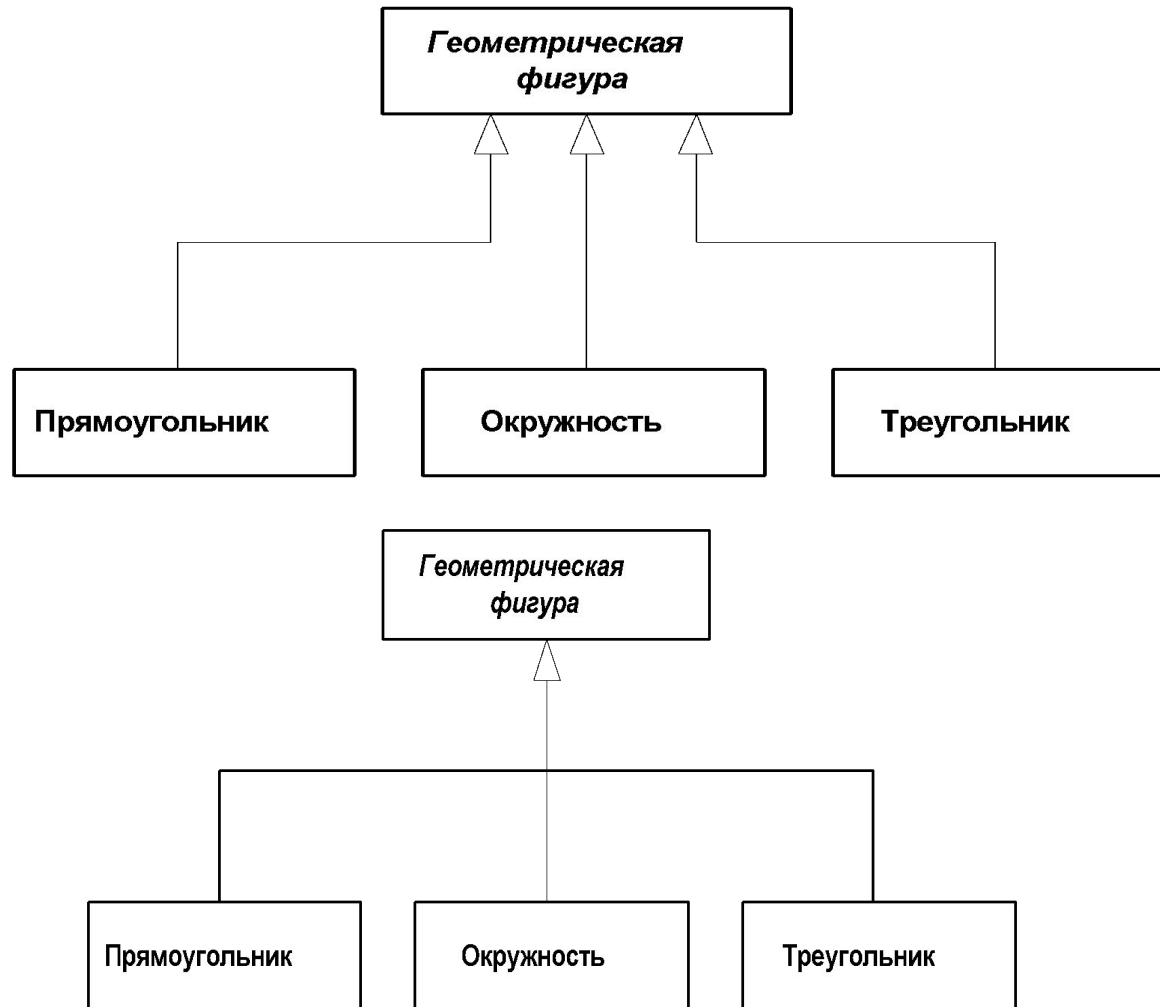 Геометрическая
фигура
Прямоугольник
Окружность
Треугольник
Геометрическая
фигура
Прямоугольник
Окружность
Треугольник